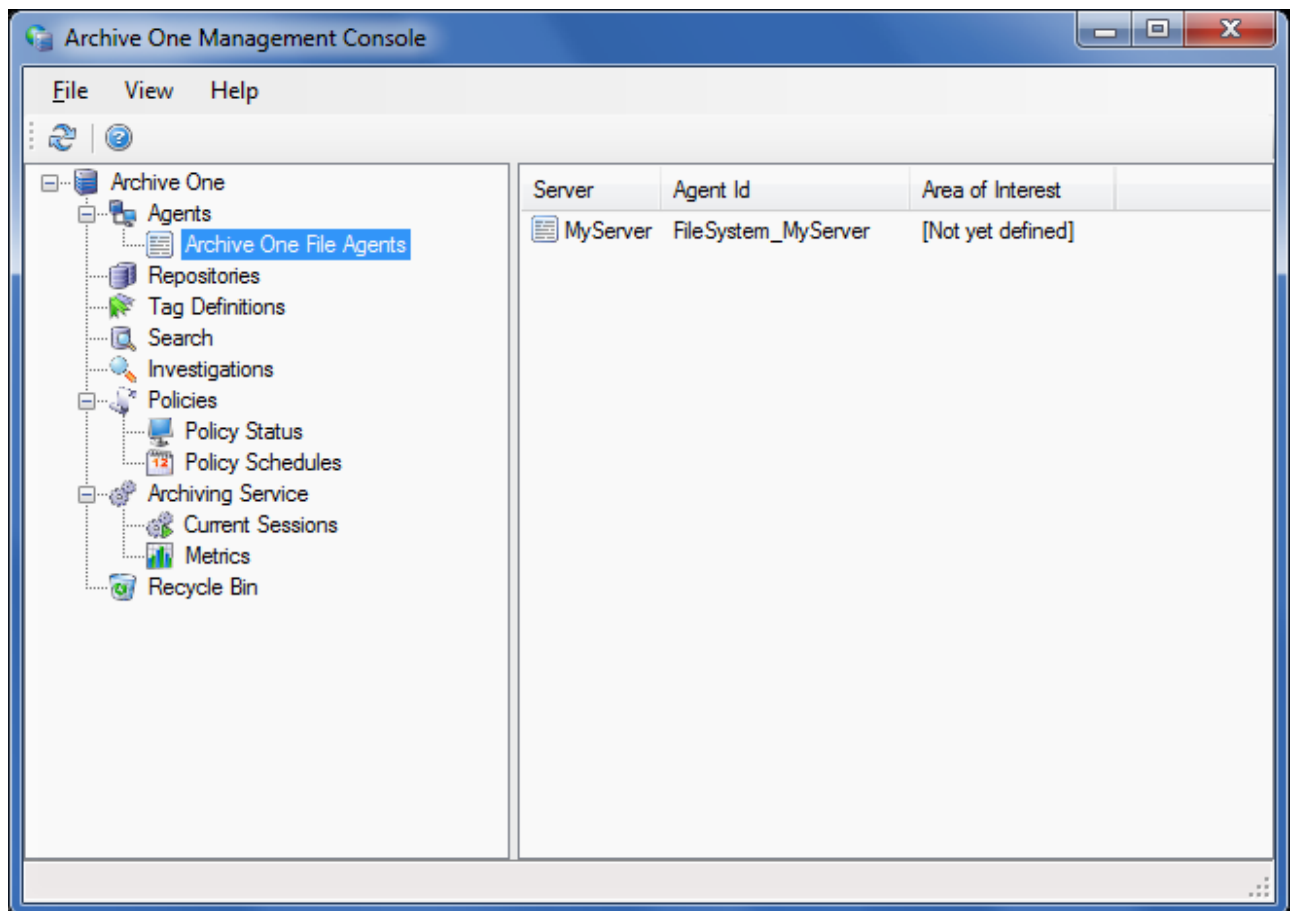 Archive One Management Console
File View Help
Archive One
Agents
Archive One File Agents
Repositories
Tag Definitions
Search
Investigations
Policies
Policy Status
12
Policy Schedules
Archiving Service
Current Sessions
Metrics
Recycle Bin
Server Agent Id Area of Interest
MyServer FileSystem_MyServer [Not yet defined]